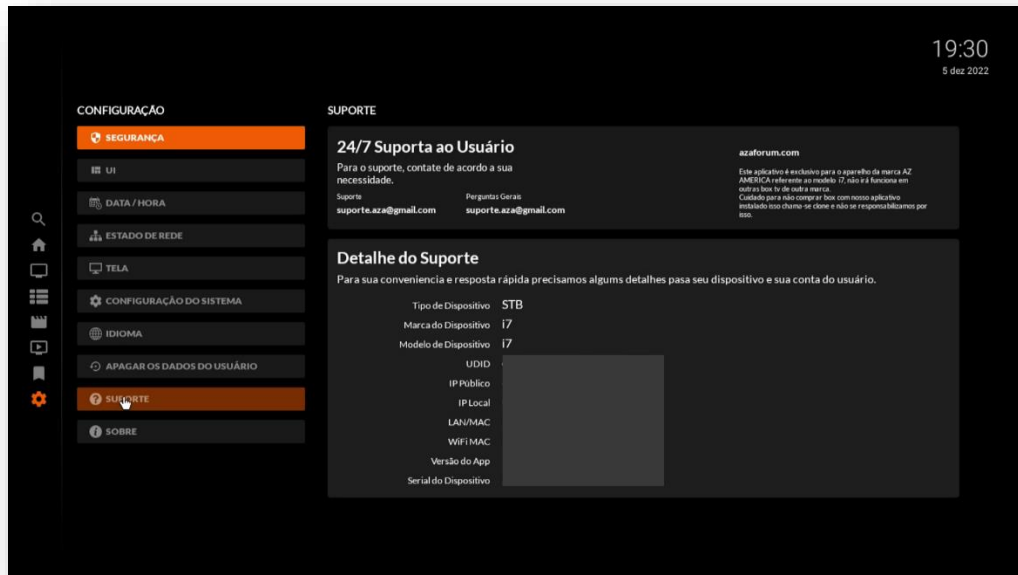 19:30
5 dez 2022
CONFIGURAÇÃO
SEGURANÇA
UI
DATA / HORA
ESTADO DE REDE
TELA
CONFIGURAÇÃO DO SISTEMA
IDIOMA
APAGAR OS DADOS DO USUÁRIO
SUPORTE
SOBRE
SUPORTE
24/7 Suporta ao Usuário
Para o suporte, contate de acordo a sua
necessidade.
Suporte
suporte.aza@gmail.com
Perguntas Gerais
suporte.aza@gmail.com
azaforum.com
Este aplicativo é exclusivo para o aparelho da marca AZ
AMERICA referente ao modelo i7, não irá funciona em
outras box tv de outra marca.
Cuidado para não comprar box com nosso aplicativo
instalado isso chama-se clone e não se responsabilizamos por
isso.
Detalhe do Suporte
Para sua conveniencia e resposta rápida precisamos algums detalhes pasa seu dispositivo e sua conta do usuário.
Tipo de Dispositivo STB
Marca do Dispositivo i7
Modelo de Dispositivo i7
UDID
IP Público
IP Local
LAN/MAC
WiFi MAC
Versão do App
Serial do Dispositivo